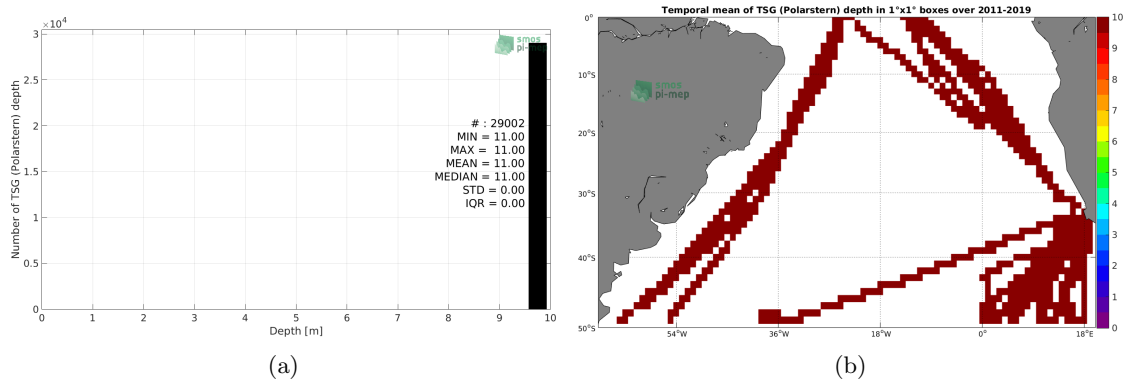 ×10⁴
3
2.5
2
1.5
1
0.5
0
0 1 2 3 4 5 6 7 8 9 10
Number of TSG (Polarstern) depth
Depth [m]
smos
pi-mep
# : 29002
MIN = 11.00
MAX = 11.00
MEAN = 11.00
MEDIAN = 11.00
STD = 0.00
IQR = 0.00
(a)
Temporal mean of TSG (Polarstern) depth in 1°x1° boxes over 2011-2019
0°
10°S
20°S
30°S
40°S
50°S
54°W 36°W 18°W 0° 18°E
smos
pi-mep
10
9
8
7
6
5
4
3
2
1
0
(b)